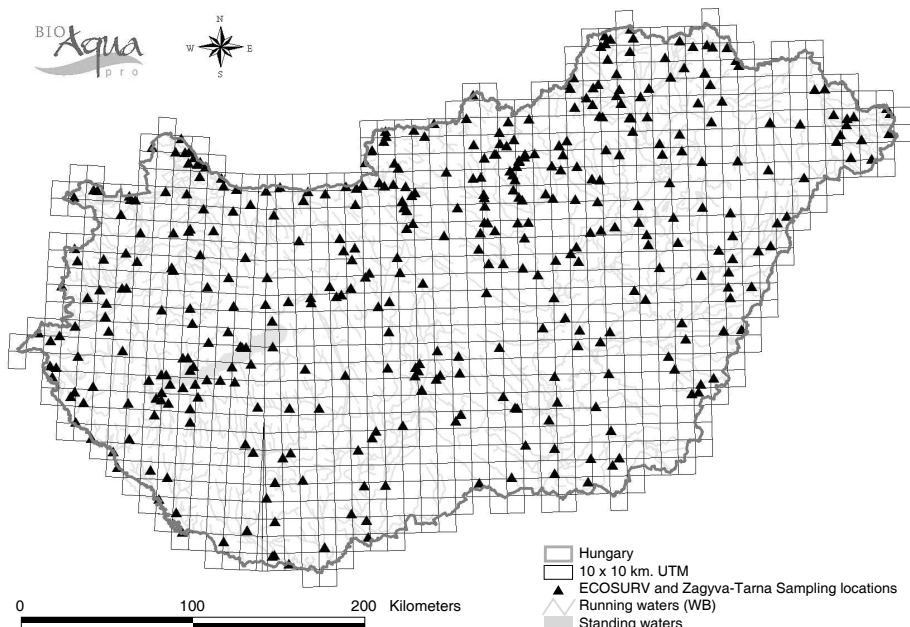 BIO
Aqua
pro
N
W E
S
Hungary
10 x 10 km. UTM
ECOSURV and Zagyva-Tarna Sampling locations
Running waters (WB)
Standing waters
0 100 200 Kilometers